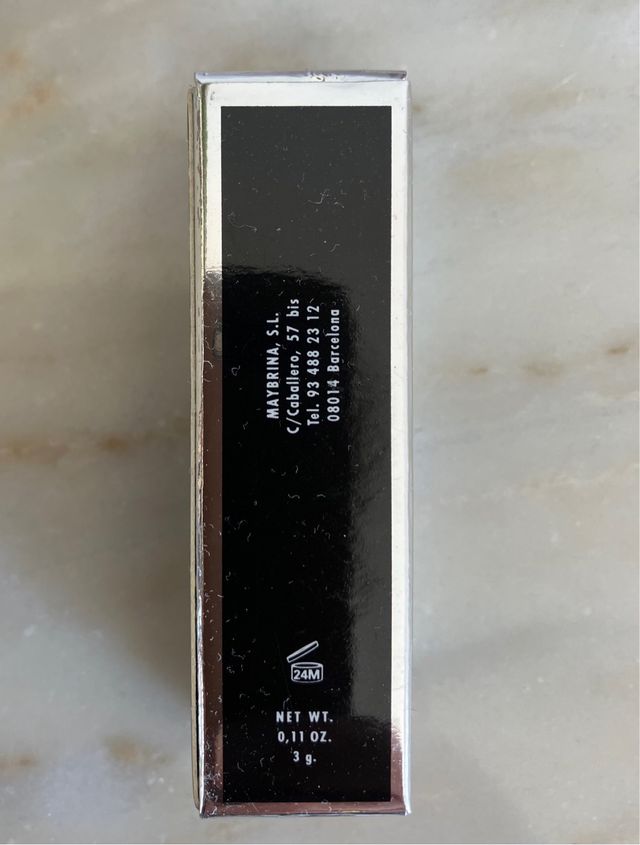 MAYBRINA, S.L.
C/Caballero, 57 bis
Tel. 93 488 23 12
08014 Barcelona
24M
NET WT.
0,11 OZ.
3 g.